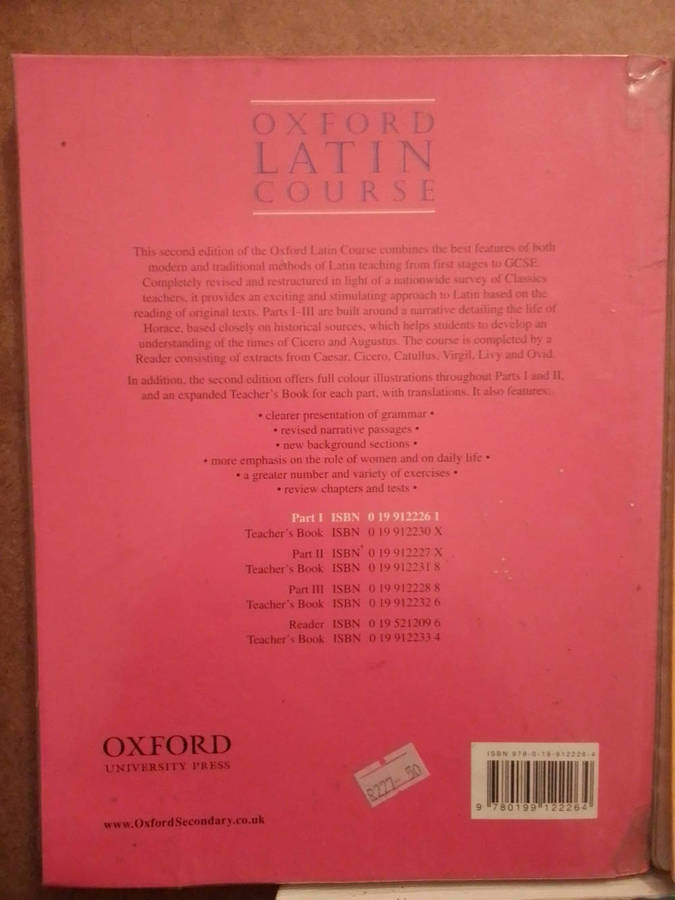 OXFORD
LATIN
COURSE
This second edition of the Oxford Latin Course combines the best features of both
modern and traditional methods of Latin teaching from first stages to GCSE.
Completely revised and restructured in light of a nationwide survey of Classics
teachers, it provides an exciting and stimulating approach to Latin based on the
reading of original texts. Parts I–III are built around a narrative detailing the life of
Horace, based closely on historical sources, which helps students to develop an
understanding of the times of Cicero and Augustus. The course is completed by a
Reader consisting of extracts from Caesar, Cicero, Catullus, Virgil, Livy and Ovid.
In addition, the second edition offers full colour illustrations throughout Parts I and II,
and an expanded Teacher's Book for each part, with translations. It also features:
• clearer presentation of grammar •
• revised narrative passages •
• new background sections •
• more emphasis on the role of women and on daily life •
• a greater number and variety of exercises •
• review chapters and tests •
Part I ISBN 0 19 912226 1
Teacher's Book ISBN 0 19 912230 X
Part II ISBN 0 19 912227 X
Teacher's Book ISBN 0 19 912231 8
Part III ISBN 0 19 912228 8
Teacher's Book ISBN 0 19 912232 6
Reader ISBN 0 19 521209 6
Teacher's Book ISBN 0 19 912233 4
OXFORD
UNIVERSITY PRESS
www.OxfordSecondary.co.uk
R227-50
ISBN 978-0-19-912226-4
9 780199 122264